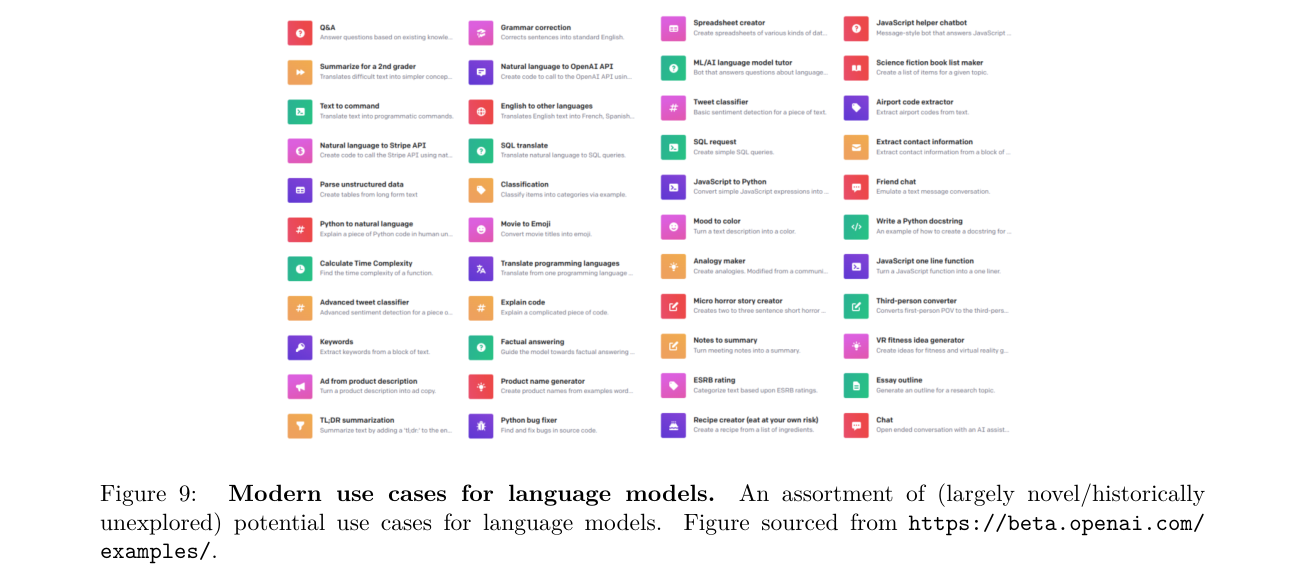 Q&A
Answer questions based on existing knowle...
Summarize for a 2nd grader
Translates difficult text into simpler concep...
Text to command
Translate text into programmatic commands.
Natural language to Stripe API
Create code to call the Stripe API using nat...
Parse unstructured data
Create tables from long form text
Python to natural language
Explain a piece of Python code in human un...
Calculate Time Complexity
Find the time complexity of a function.
Advanced tweet classifier
Advanced sentiment detection for a piece o...
Keywords
Extract keywords from a block of text.
Ad from product description
Turn a product description into ad copy.
TL;DR summarization
Summarize text by adding a 'tl;dr:' to the en...
Grammar correction
Corrects sentences into standard English.
Natural language to OpenAI API
Create code to call to the OpenAI API usin...
English to other languages
Translates English text into French, Spanish...
SQL translate
Translate natural language to SQL queries.
Classification
Classify items into categories via example.
Movie to Emoji
Convert movie titles into emoji.
Translate programming languages
Translate from one programming language ...
Explain code
Explain a complicated piece of code.
Factual answering
Guide the model towards factual answering ...
Product name generator
Create product names from examples word...
Python bug fixer
Find and fix bugs in source code.
Spreadsheet creator
Create spreadsheets of various kinds of dat...
ML/AI language model tutor
Bot that answers questions about language...
Tweet classifier
Basic sentiment detection for a piece of text.
SQL request
Create simple SQL queries.
JavaScript to Python
Convert simple JavaScript expressions into ...
Mood to color
Turn a text description into a color.
Analogy maker
Create analogies. Modified from a communi...
Micro horror story creator
Creates two to three sentence short horror ...
Notes to summary
Turn meeting notes into a summary.
ESRB rating
Categorize text based upon ESRB ratings.
Recipe creator (eat at your own risk)
Create a recipe from a list of ingredients.
JavaScript helper chatbot
Message-style bot that answers JavaScript ...
Science fiction book list maker
Create a list of items for a given topic.
Airport code extractor
Extract airport codes from text.
Extract contact information
Extract contact information from a block of ...
Friend chat
Emulate a text message conversation.
Write a Python docstring
An example of how to create a docstring for ...
JavaScript one line function
Turn a JavaScript function into a one liner.
Third-person converter
Converts first-person POV to the third-pers...
VR fitness idea generator
Create ideas for fitness and virtual reality g...
Essay outline
Generate an outline for a research topic.
Chat
Open ended conversation with an AI assist...
Figure 9: Modern use cases for language models. An assortment of (largely novel/historically
unexplored) potential use cases for language models. Figure sourced from https://beta.openai.com/
examples/.